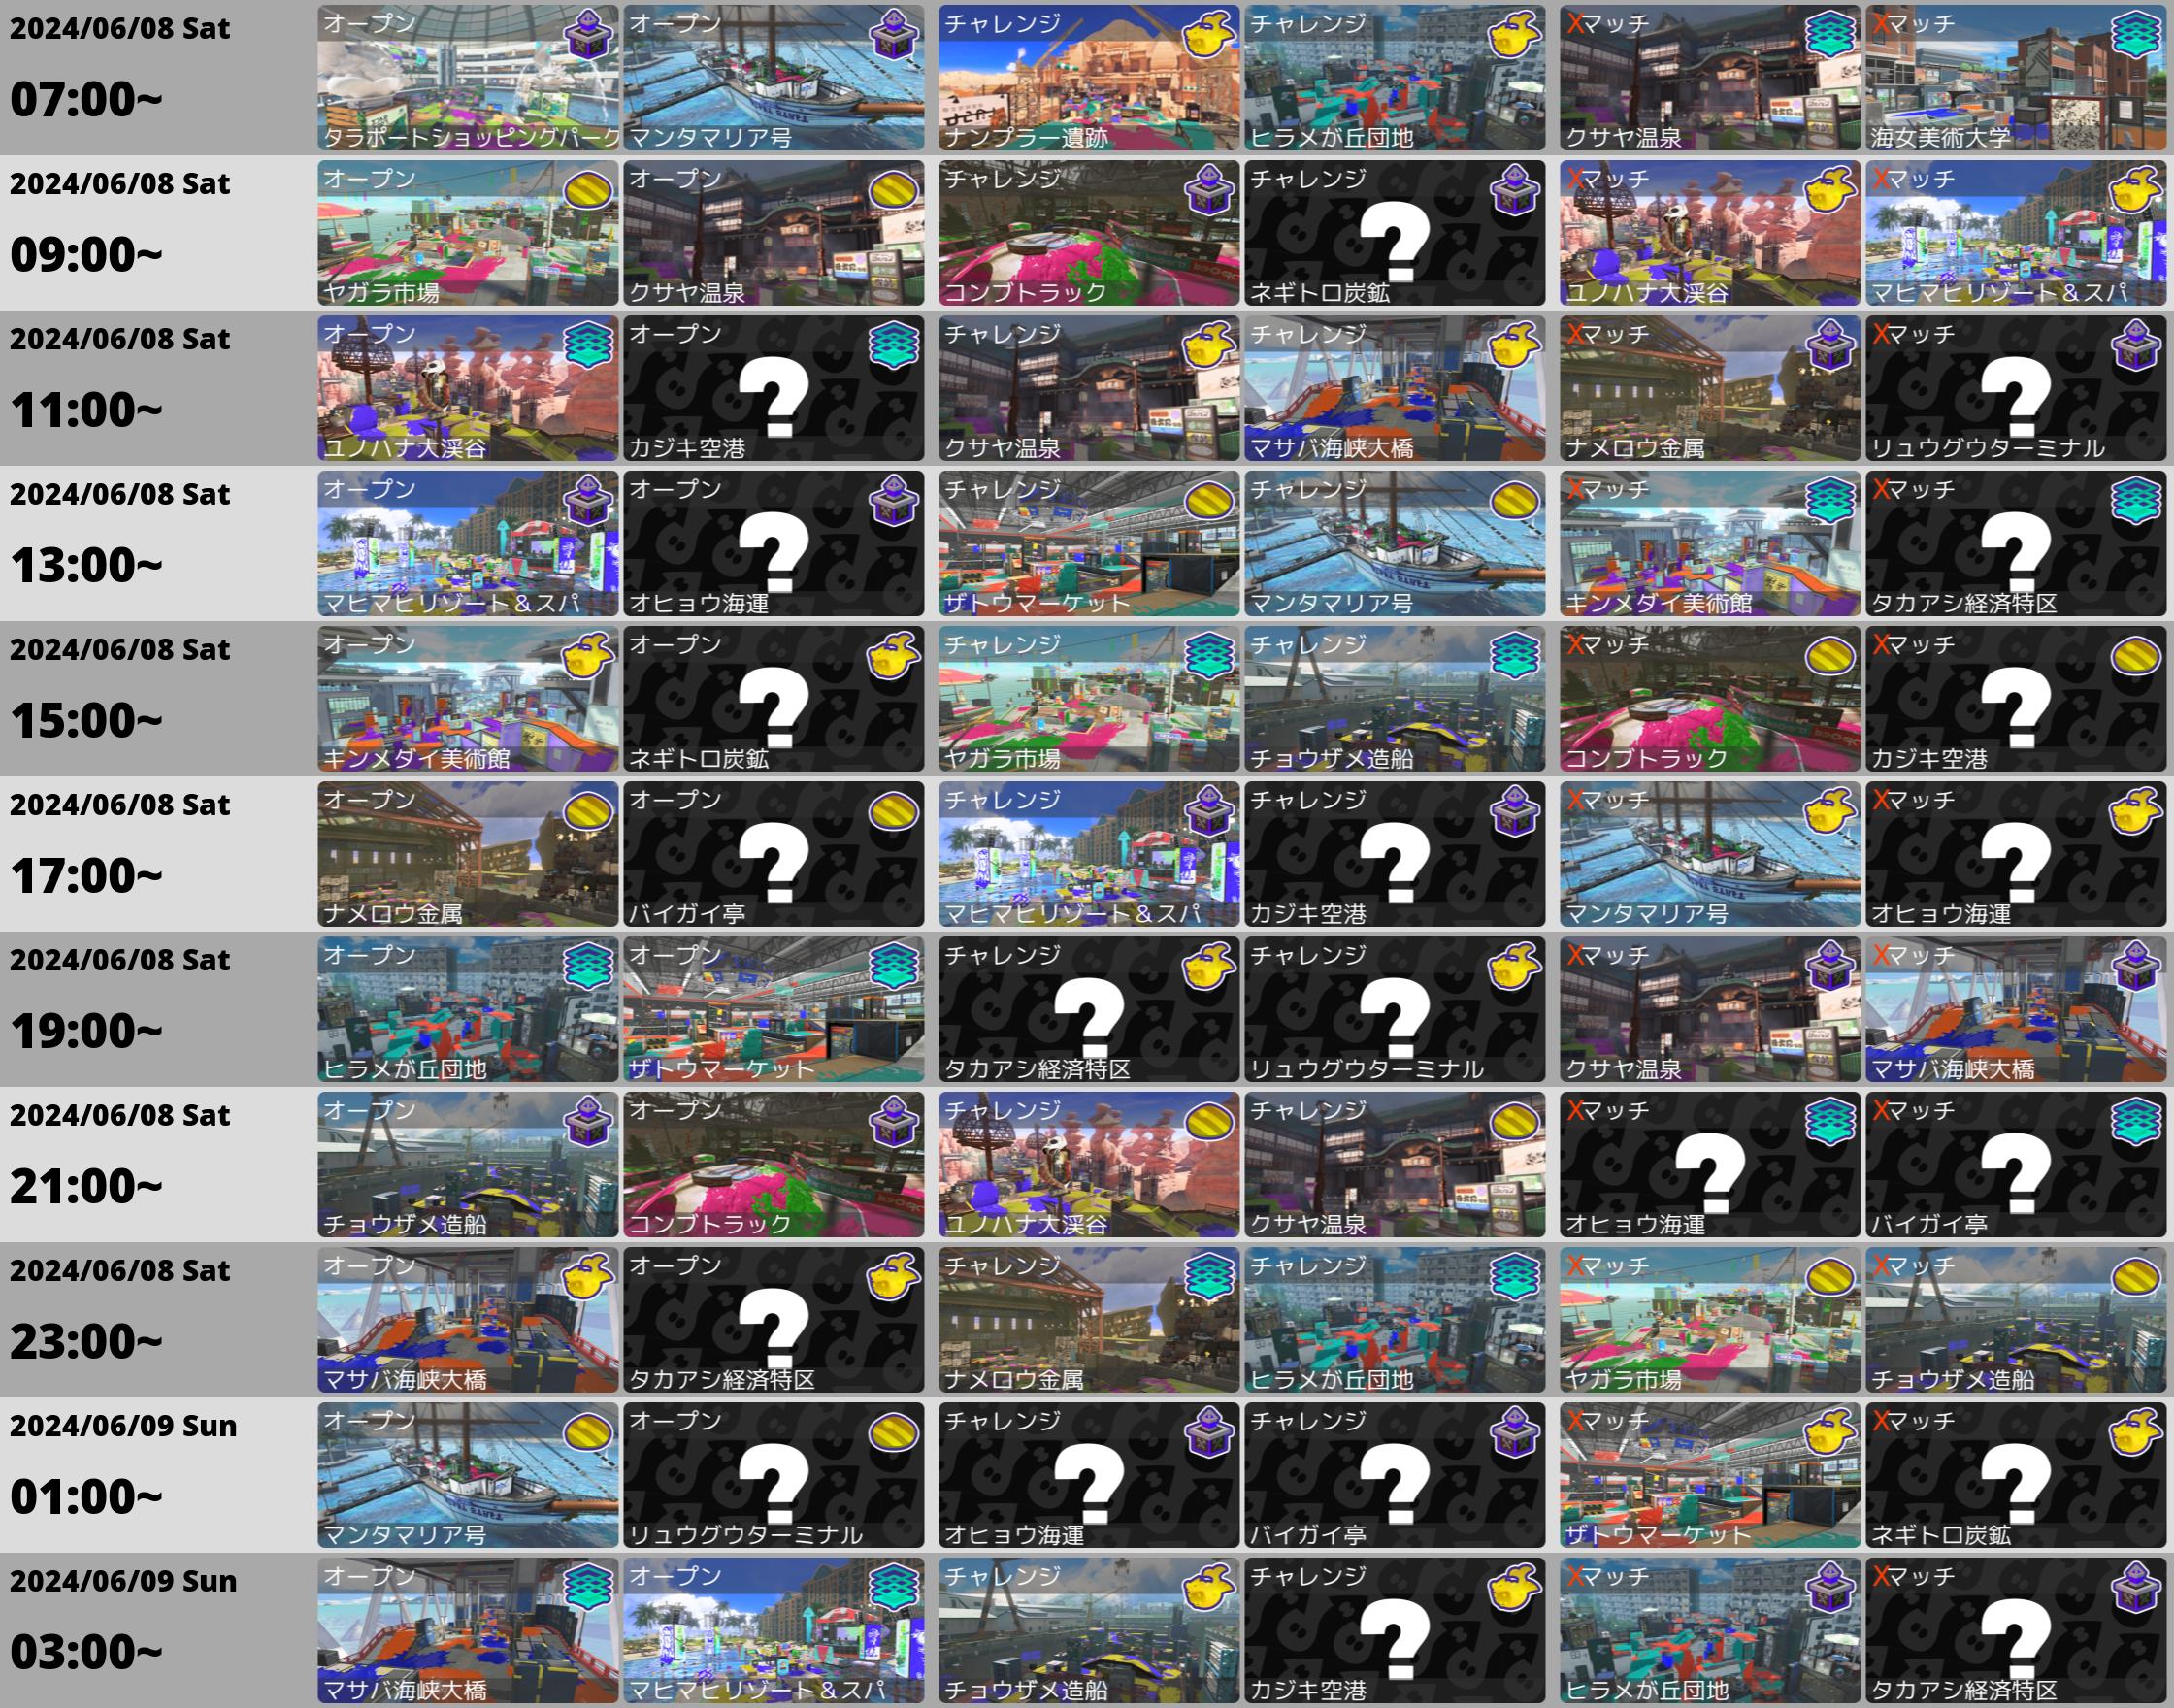 2024/06/08 Sat
07:00~
オープン
タラポートショッピングパーク
オープン
マンタマリア号
チャレンジ
ナンプラー遺跡
チャレンジ
ヒラメが丘団地
Xマッチ
クサヤ温泉
Xマッチ
海女美術大学
2024/06/08 Sat
09:00~
オープン
ヤガラ市場
オープン
クサヤ温泉
チャレンジ
コンブトラック
チャレンジ
ネギトロ炭鉱
Xマッチ
ユノハナ大渓谷
Xマッチ
マヒマヒリゾート＆スパ
2024/06/08 Sat
11:00~
オープン
ユノハナ大渓谷
オープン
カジキ空港
チャレンジ
クサヤ温泉
チャレンジ
マサバ海峡大橋
Xマッチ
ナメロウ金属
Xマッチ
リュウグウターミナル
2024/06/08 Sat
13:00~
オープン
マヒマヒリゾート＆スパ
オープン
オヒョウ海運
チャレンジ
ザトウマーケット
チャレンジ
マンタマリア号
Xマッチ
キンメダイ美術館
Xマッチ
タカアシ経済特区
2024/06/08 Sat
15:00~
オープン
キンメダイ美術館
オープン
ネギトロ炭鉱
チャレンジ
ヤガラ市場
チャレンジ
チョウザメ造船
Xマッチ
コンブトラック
Xマッチ
カジキ空港
2024/06/08 Sat
17:00~
オープン
ナメロウ金属
オープン
バイガイ亭
チャレンジ
マヒマヒリゾート＆スパ
チャレンジ
カジキ空港
Xマッチ
マンタマリア号
Xマッチ
オヒョウ海運
2024/06/08 Sat
19:00~
オープン
ヒラメが丘団地
オープン
ザトウマーケット
チャレンジ
タカアシ経済特区
チャレンジ
リュウグウターミナル
Xマッチ
クサヤ温泉
Xマッチ
マサバ海峡大橋
2024/06/08 Sat
21:00~
オープン
チョウザメ造船
オープン
コンブトラック
チャレンジ
ユノハナ大渓谷
チャレンジ
クサヤ温泉
Xマッチ
オヒョウ海運
Xマッチ
バイガイ亭
2024/06/08 Sat
23:00~
オープン
マサバ海峡大橋
オープン
タカアシ経済特区
チャレンジ
ナメロウ金属
チャレンジ
ヒラメが丘団地
Xマッチ
ヤガラ市場
Xマッチ
チョウザメ造船
2024/06/09 Sun
01:00~
オープン
マンタマリア号
オープン
リュウグウターミナル
チャレンジ
オヒョウ海運
チャレンジ
バイガイ亭
Xマッチ
ザトウマーケット
Xマッチ
ネギトロ炭鉱
2024/06/09 Sun
03:00~
オープン
マサバ海峡大橋
オープン
マヒマヒリゾート＆スパ
チャレンジ
チョウザメ造船
チャレンジ
カジキ空港
Xマッチ
ヒラメが丘団地
Xマッチ
タカアシ経済特区